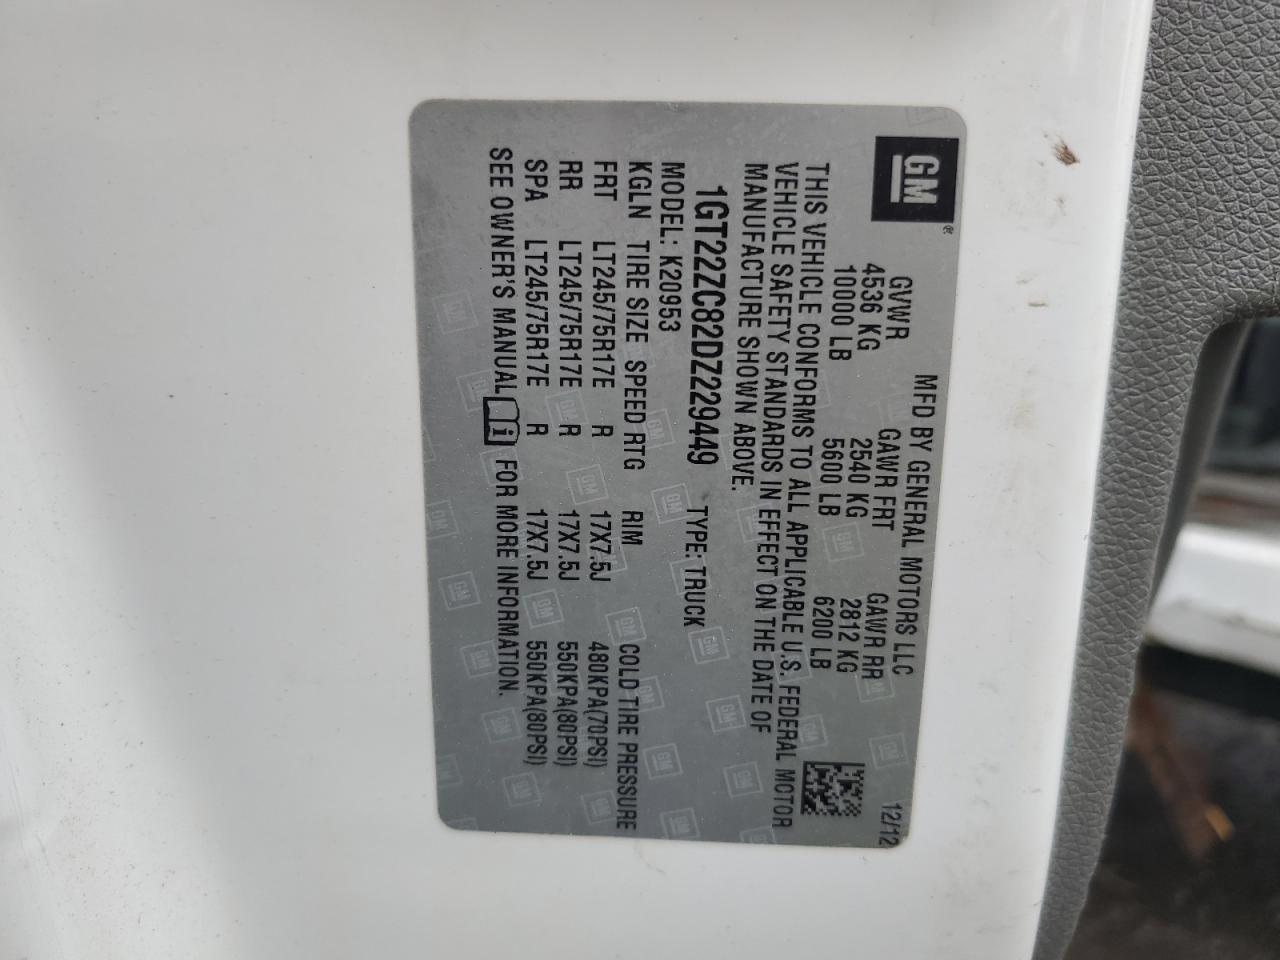 GM®
MFD BY GENERAL MOTORS LLC 12/12
GVWR GAWR FRT GAWR RR
4536 KG 2540 KG 2812 KG
10000 LB 5600 LB 6200 LB
THIS VEHICLE CONFORMS TO ALL APPLICABLE U.S. FEDERAL MOTOR
VEHICLE SAFETY STANDARDS IN EFFECT ON THE DATE OF
MANUFACTURE SHOWN ABOVE.
1GT22ZC82DZ229449 TYPE: TRUCK
MODEL: K20953
KGLN TIRE SIZE SPEED RTG RIM COLD TIRE PRESSURE
FRT LT245/75R17E R 17X7.5J 480KPA(70PSI)
RR LT245/75R17E R 17X7.5J 550KPA(80PSI)
SPA LT245/75R17E R 17X7.5J 550KPA(80PSI)
SEE OWNER'S MANUAL i FOR MORE INFORMATION.